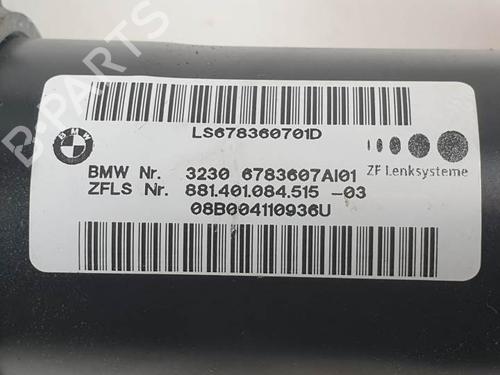 B-PARTS
LS678360701D
BMW
BMW Nr. 3230 6783607AI01
ZF Lenksysteme
ZFLS Nr. 881.401.084.515 -03
08B004110936U